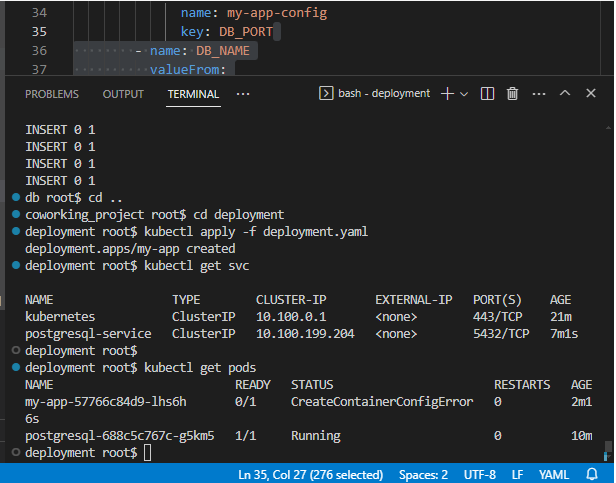 34 name: my-app-config
35 key: DB_PORT
36 - name: DB_NAME
37 valueFrom:
PROBLEMS OUTPUT TERMINAL ··· bash - deployment
INSERT 0 1
INSERT 0 1
INSERT 0 1
INSERT 0 1
db root$ cd ..
coworking_project root$ cd deployment
deployment root$ kubectl apply -f deployment.yaml
deployment.apps/my-app created
deployment root$ kubectl get svc
NAME TYPE CLUSTER-IP EXTERNAL-IP PORT(S) AGE
kubernetes ClusterIP 10.100.0.1 <none> 443/TCP 21m
postgresql-service ClusterIP 10.100.199.204 <none> 5432/TCP 7m1s
deployment root$
deployment root$ kubectl get pods
NAME READY STATUS RESTARTS AGE
my-app-57766c84d9-lhs6h 0/1 CreateContainerConfigError 0 2m1
6s
postgresql-688c5c767c-g5km5 1/1 Running 0 10m
deployment root$
Ln 35, Col 27 (276 selected) Spaces: 2 UTF-8 LF YAML